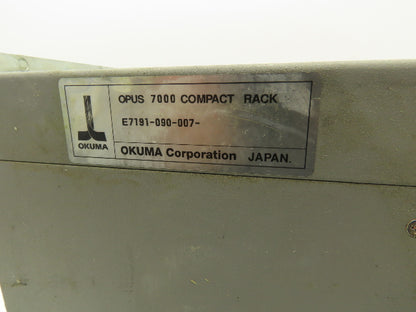 OPUS 7000 COMPACT RACK
E7191-090-007-
OKUMA
OKUMA Corporation JAPAN.